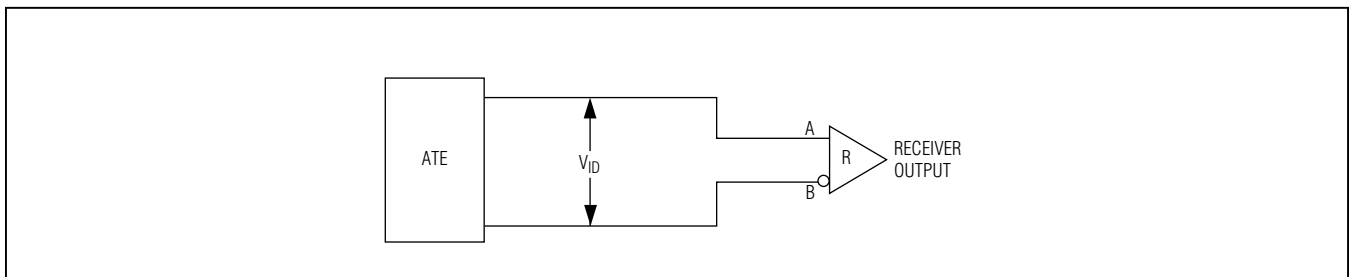 ATE
V_ID
A
B
R
RECEIVER
OUTPUT